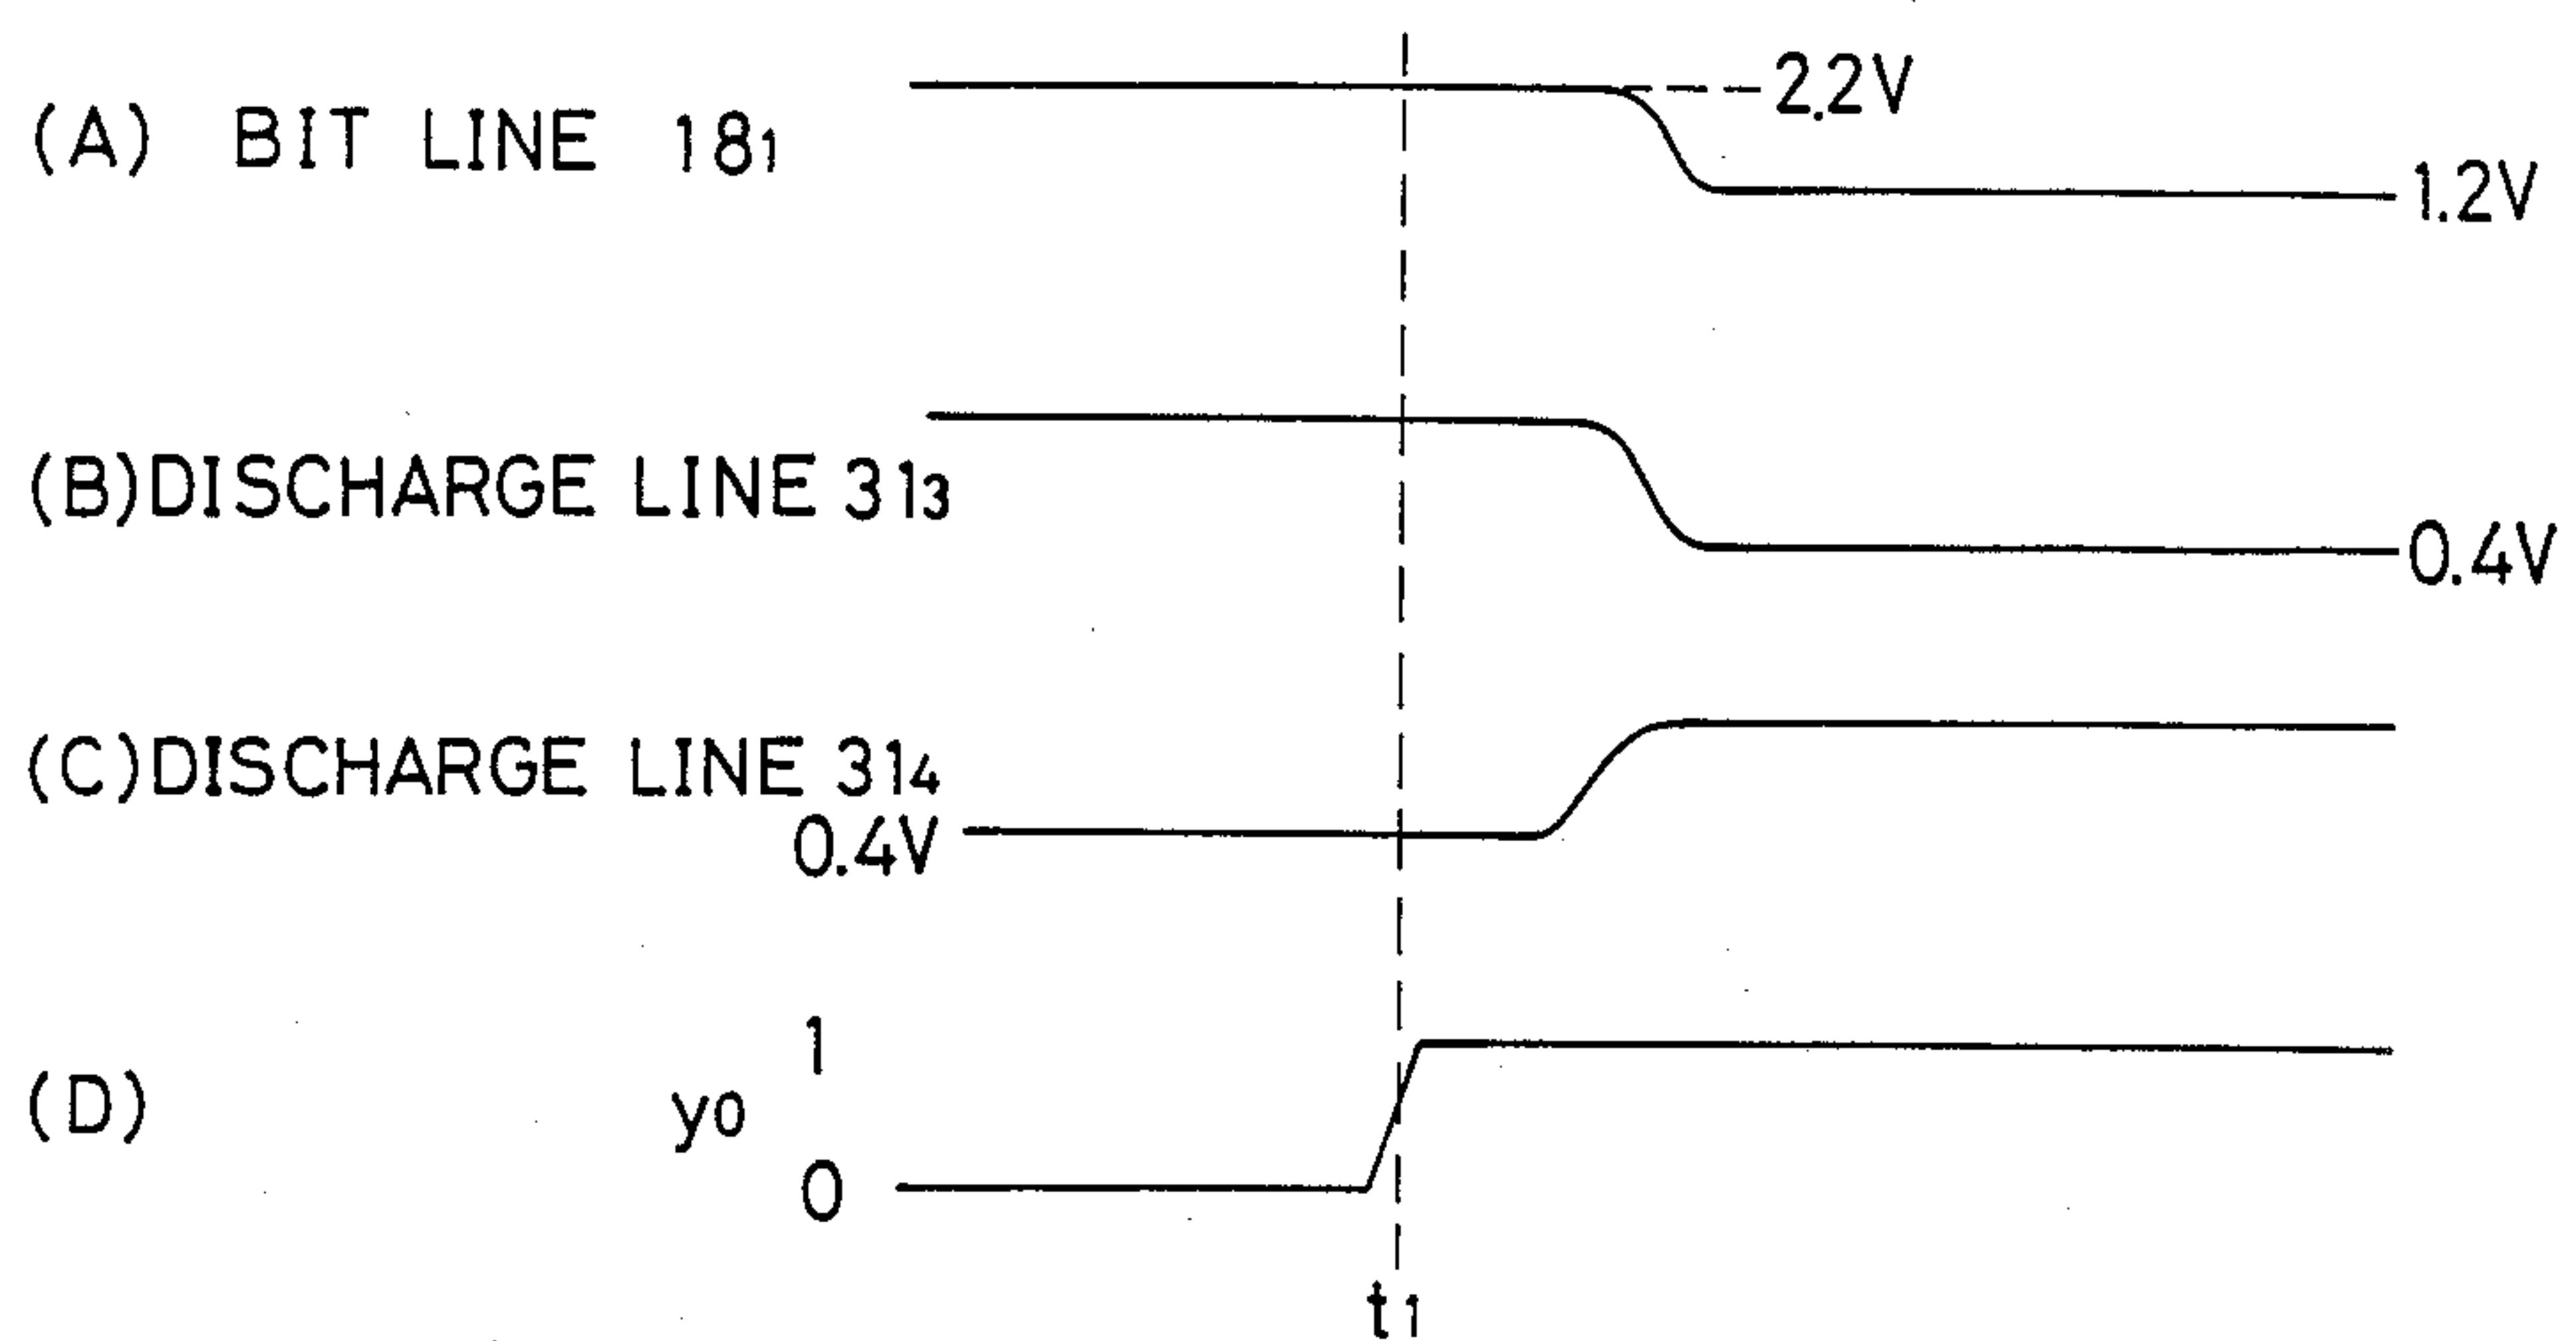 2.2V
(A) BIT LINE 18₁
1.2V
(B) DISCHARGE LINE 31₃
0.4V
(C) DISCHARGE LINE 31₄
0.4V
1
(D) y₀
0
t₁